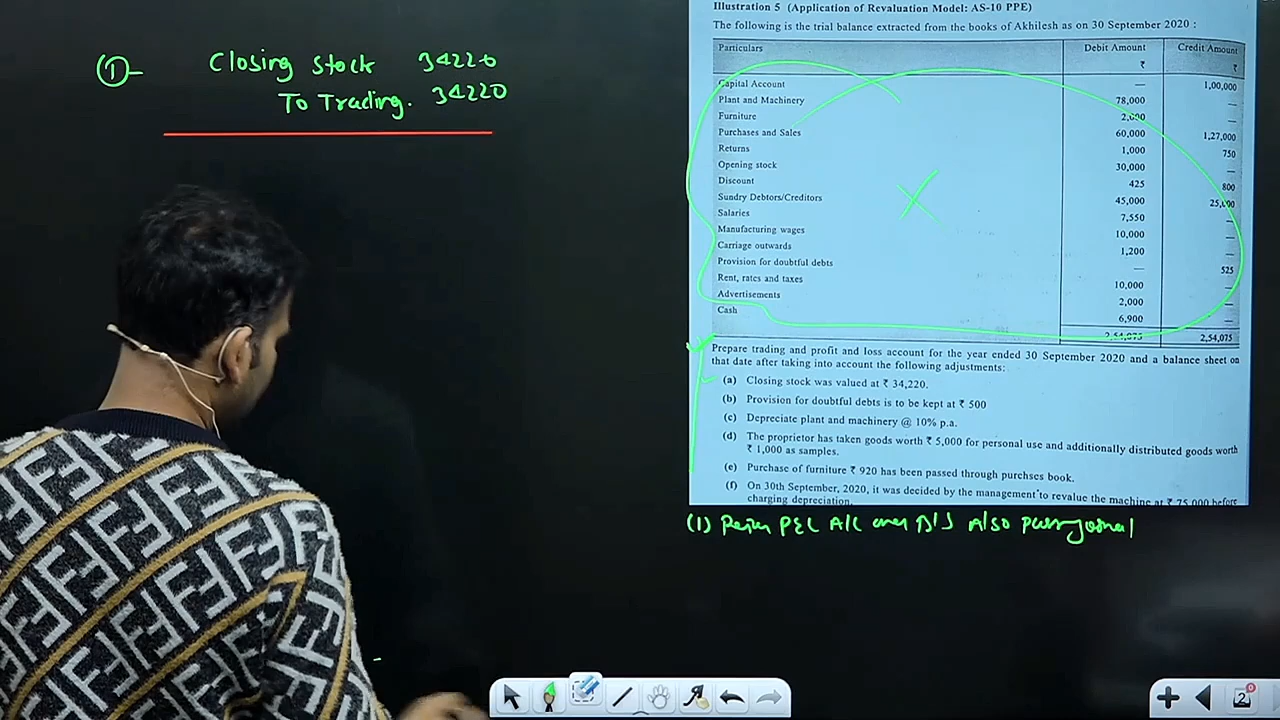 ① - Closing Stock 34220
To Trading. 34220
Illustration 5 (Application of Revaluation Model: AS-10 PPE)
The following is the trial balance extracted from the books of Akhilesh as on 30 September 2020 :
Particulars Debit Amount Credit Amount
₹ ₹
Capital Account — 1,00,000
Plant and Machinery 78,000 —
Furniture 2,000 —
Purchases and Sales 60,000 1,27,000
Returns 1,000 750
Opening stock 30,000 —
Discount 425 800
Sundry Debtors/Creditors 45,000 25,000
Salaries 7,550 —
Manufacturing wages 10,000 —
Carriage outwards 1,200 —
Provision for doubtful debts — 525
Rent, rates and taxes 10,000 —
Advertisements 2,000 —
Cash 6,900 —
2,54,075 2,54,075
Prepare trading and profit and loss account for the year ended 30 September 2020 and a balance sheet on
that date after taking into account the following adjustments:
(a) Closing stock was valued at ₹ 34,220.
(b) Provision for doubtful debts is to be kept at ₹ 500
(c) Depreciate plant and machinery @ 10% p.a.
(d) The proprietor has taken goods worth ₹ 5,000 for personal use and additionally distributed goods worth
₹ 1,000 as samples.
(e) Purchase of furniture ₹ 920 has been passed through purchses book.
(f) On 30th September, 2020, it was decided by the management to revalue the machine at ₹ 75,000 before
charging depreciation.
(1) P&L A/c B/S Also pass
2